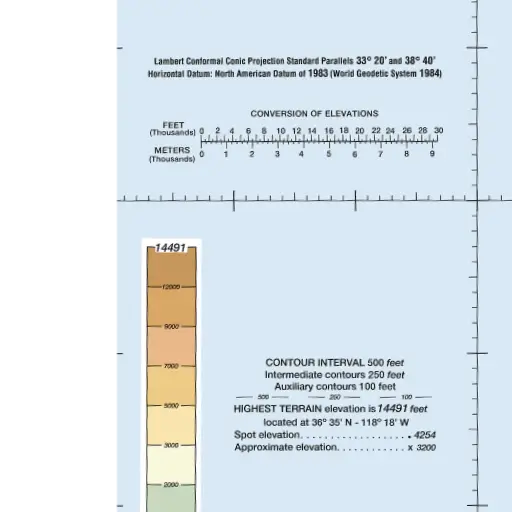 Lambert Conformal Conic Projection Standard Parallels 33° 20' and 38° 40'
Horizontal Datum: North American Datum of 1983 (World Geodetic System 1984)
CONVERSION OF ELEVATIONS
FEET
(Thousands) 0 2 4 6 8 10 12 14 16 18 20 22 24 26 28 30
METERS
(Thousands) 0 1 2 3 4 5 6 7 8 9
14491
12000
9000
7000
5000
3000
2000
CONTOUR INTERVAL 500 feet
Intermediate contours 250 feet
Auxiliary contours 100 feet
500 250 100
HIGHEST TERRAIN elevation is 14491 feet
located at 36° 35' N - 118° 18' W
Spot elevation. . . . . . . . . . . . . . . . . . • 4254
Approximate elevation. . . . . . . . . . . . x 3200